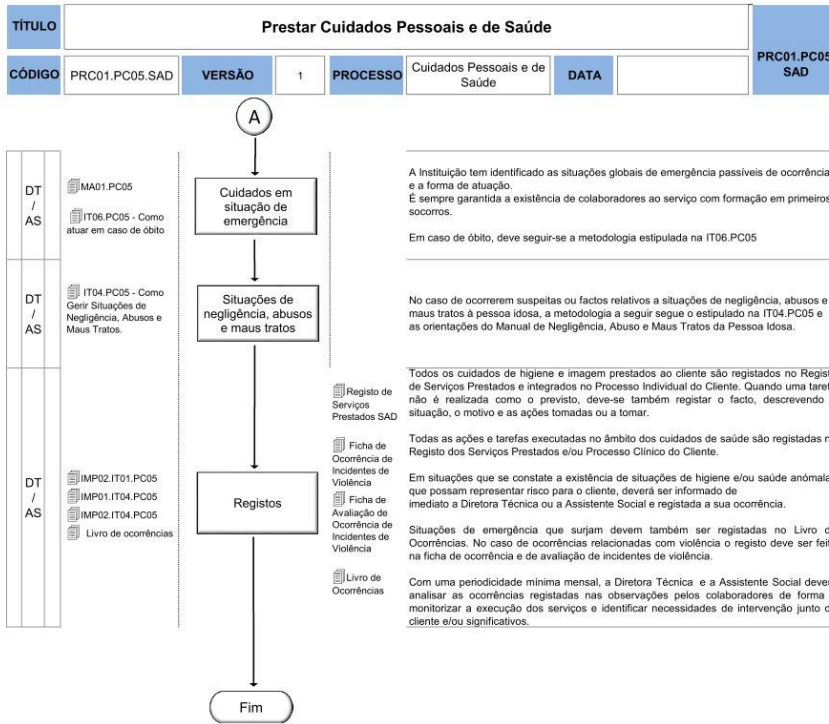 TÍTULO
Prestar Cuidados Pessoais e de Saúde
PRC01.PC05
SAD
CÓDIGO
PRC01.PC05.SAD
VERSÃO
1
PROCESSO
Cuidados Pessoais e de
Saúde
DATA
A
DT
/
AS
MA01.PC05
IT06.PC05 - Como
atuar em caso de óbito
Cuidados em
situação de
emergência
A Instituição tem identificado as situações globais de emergência passíveis de ocorrência
e a forma de atuação.
É sempre garantida a existência de colaboradores ao serviço com formação em primeiros
socorros.
Em caso de óbito, deve seguir-se a metodologia estipulada na IT06.PC05
DT
/
AS
IT04.PC05 - Como
Gerir Situações de
Negligência, Abusos e
Maus Tratos.
Situações de
negligência, abusos
e maus tratos
No caso de ocorrerem suspeitas ou factos relativos a situações de negligência, abusos e
maus tratos à pessoa idosa, a metodologia a seguir segue o estipulado na IT04.PC05 e
as orientações do Manual de Negligência, Abuso e Maus Tratos da Pessoa Idosa.
DT
/
AS
IMP02.IT01.PC05
IMP01.IT04.PC05
IMP02.IT04.PC05
Livro de ocorrências
Registos
Registo de
Serviços
Prestados SAD
Ficha de
Ocorrência de
Incidentes de
Violência
Ficha de
Avaliação de
Ocorrência de
Incidentes de
Violência
Livro de
Ocorrências
Todos os cuidados de higiene e imagem prestados ao cliente são registados no Regist
de Serviços Prestados e integrados no Processo Individual do Cliente. Quando uma taref
não é realizada como o previsto, deve-se também registar o facto, descrevendo
situação, o motivo e as ações tomadas ou a tomar.
Todas as ações e tarefas executadas no âmbito dos cuidados de saúde são registadas n
Registo dos Serviços Prestados e/ou Processo Clínico do Cliente.
Em situações que se constate a existência de situações de higiene e/ou saúde anómala
que possam representar risco para o cliente, deverá ser informado de
imediato a Diretora Técnica ou a Assistente Social e registada a sua ocorrência.
Situações de emergência que surjam devem também ser registadas no Livro d
Ocorrências. No caso de ocorrências relacionadas com violência o registo deve ser feit
na ficha de ocorrência e de avaliação de incidentes de violência.
Com uma periodicidade mínima mensal, a Diretora Técnica e a Assistente Social deve
analisar as ocorrências registadas nas observações pelos colaboradores de forma
monitorizar a execução dos serviços e identificar necessidades de intervenção junto d
cliente e/ou significativos.
Fim